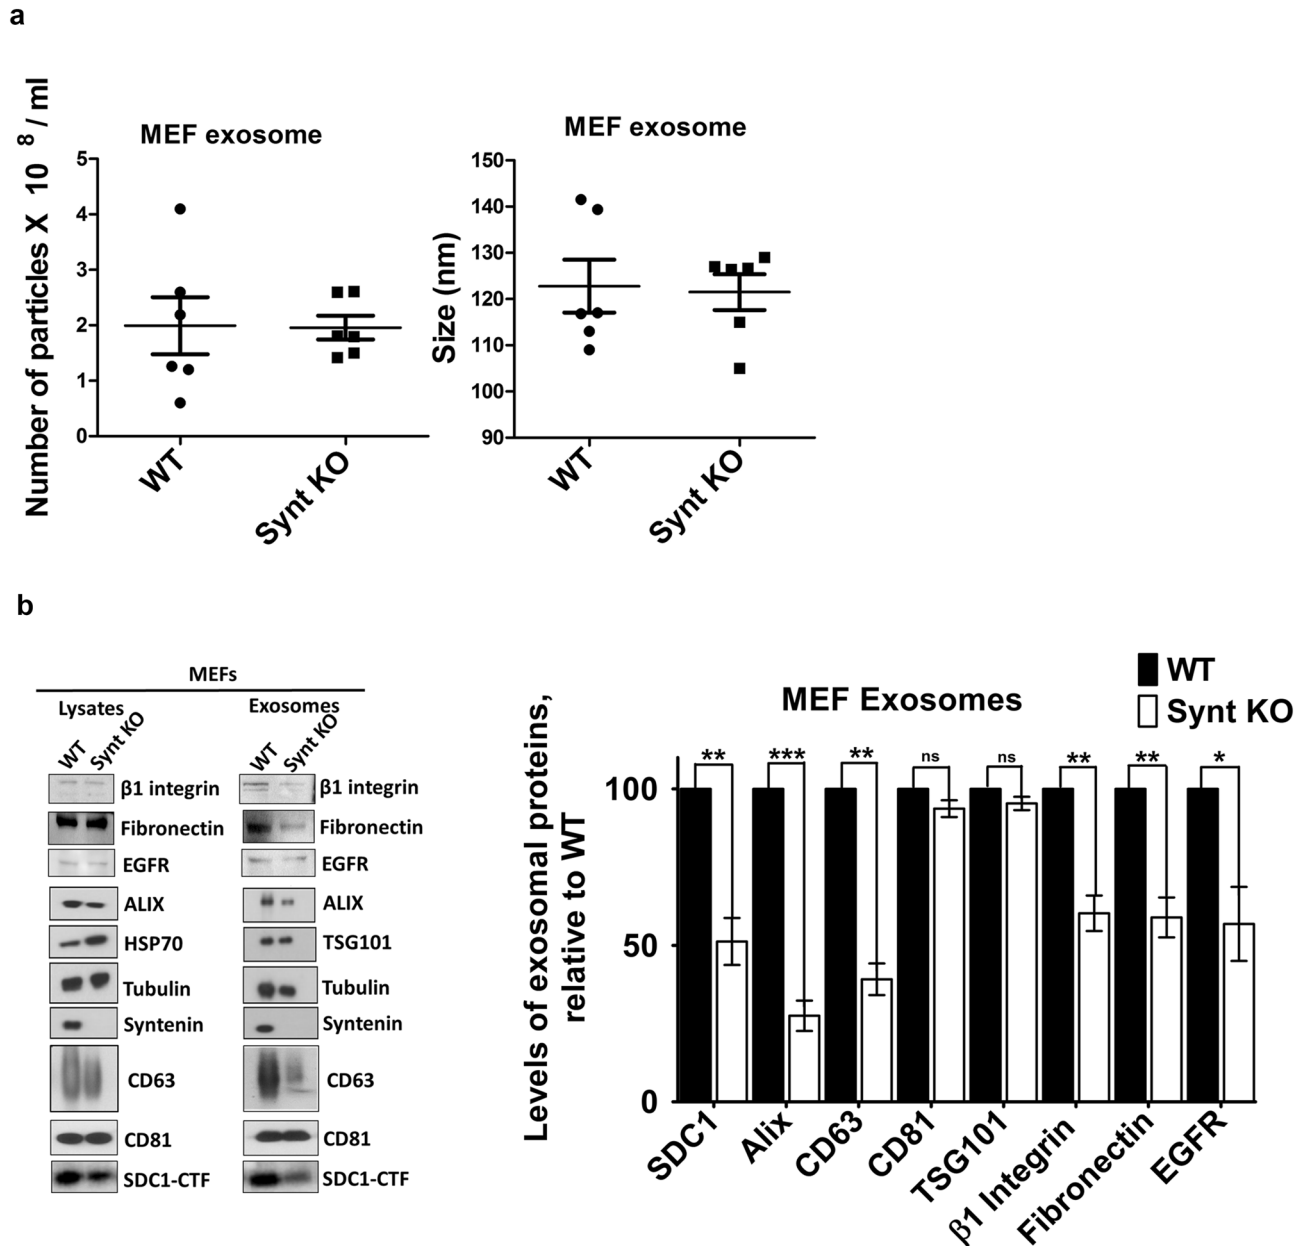 a
MEF exosome
Number of particles X 10 8 / ml
5
4
3
2
1
0
WT
Synt KO
MEF exosome
Size (nm)
150
140
130
120
110
100
90
WT
Synt KO
b
MEFs
Lysates
WT
Synt KO
β1 integrin
Fibronectin
EGFR
ALIX
HSP70
Tubulin
Syntenin
CD63
CD81
SDC1-CTF
Exosomes
WT
Synt KO
β1 integrin
Fibronectin
EGFR
ALIX
TSG101
Tubulin
Syntenin
CD63
CD81
SDC1-CTF
WT
Synt KO
MEF Exosomes
Levels of exosomal proteins,
relative to WT
100
50
0
** *** ** ns ns ** ** *
SDC1
Alix
CD63
CD81
TSG101
β1 Integrin
Fibronectin
EGFR